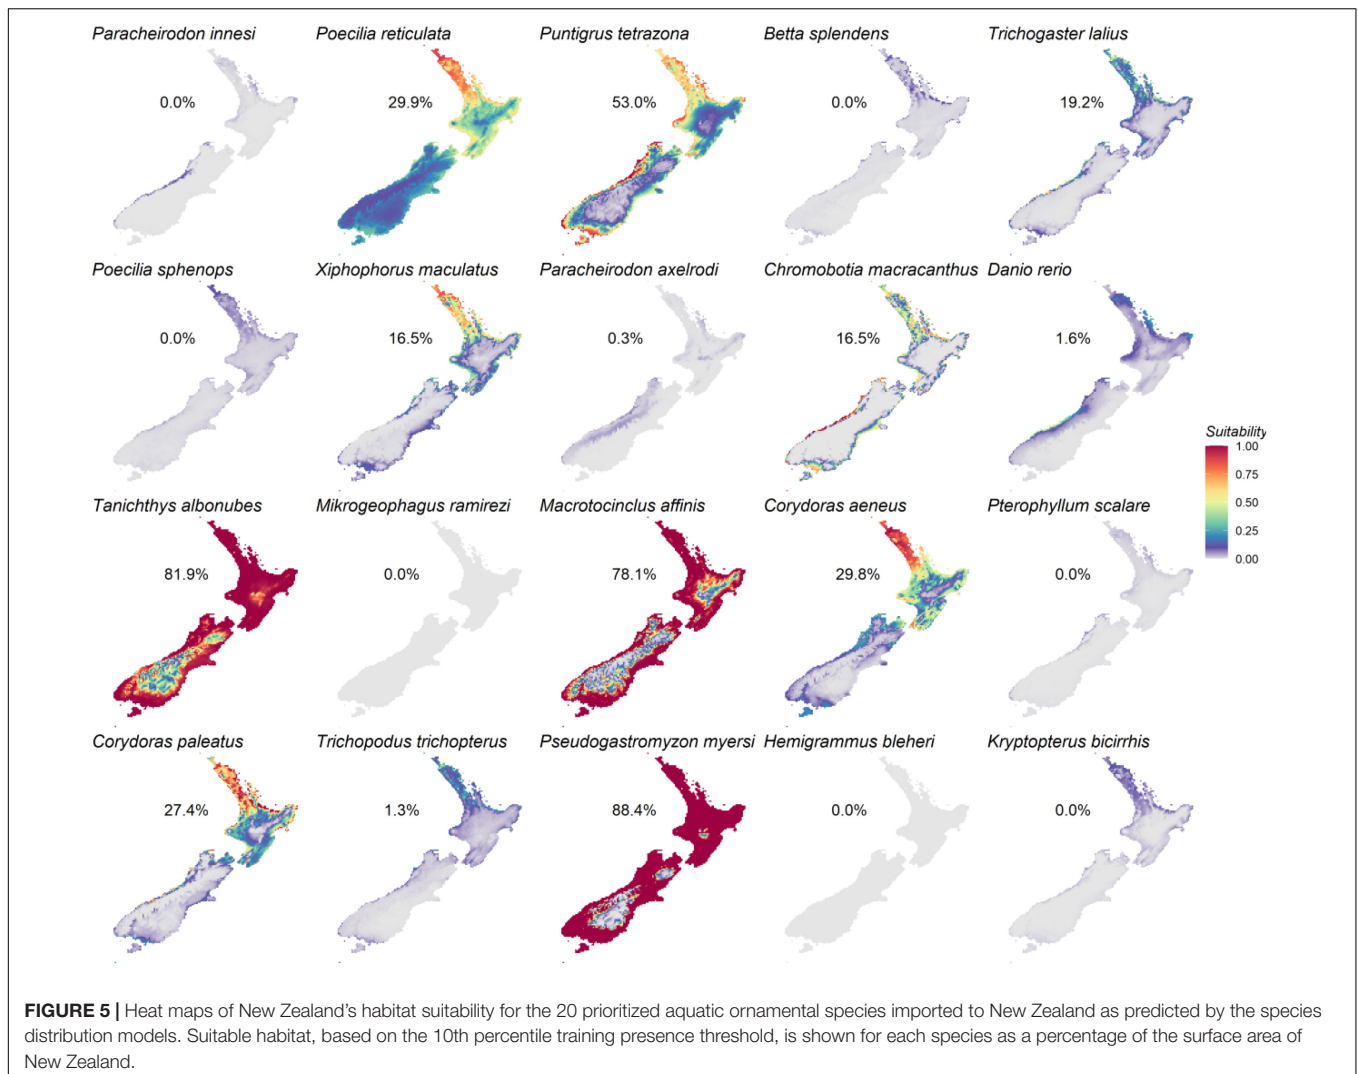 Paracheirodon innesi
Poecilia reticulata
Puntigrus tetrazona
Betta splendens
Trichogaster lalius
0.0%
29.9%
53.0%
0.0%
19.2%
Poecilia sphenops
Xiphophorus maculatus
Paracheirodon axelrodi
Chromobotia macracanthus
Danio rerio
0.0%
16.5%
0.3%
16.5%
1.6%
Suitability
1.00
0.75
0.50
0.25
0.00
Tanichthys albonubes
Mikrogeophagus ramirezi
Macrotocinclus affinis
Corydoras aeneus
Pterophyllum scalare
81.9%
0.0%
78.1%
29.8%
0.0%
Corydoras paleatus
Trichopodus trichopterus
Pseudogastromyzon myersi
Hemigrammus bleheri
Kryptopterus bicirrhis
27.4%
1.3%
88.4%
0.0%
0.0%
FIGURE 5 | Heat maps of New Zealand's habitat suitability for the 20 prioritized aquatic ornamental species imported to New Zealand as predicted by the species
distribution models. Suitable habitat, based on the 10th percentile training presence threshold, is shown for each species as a percentage of the surface area of
New Zealand.